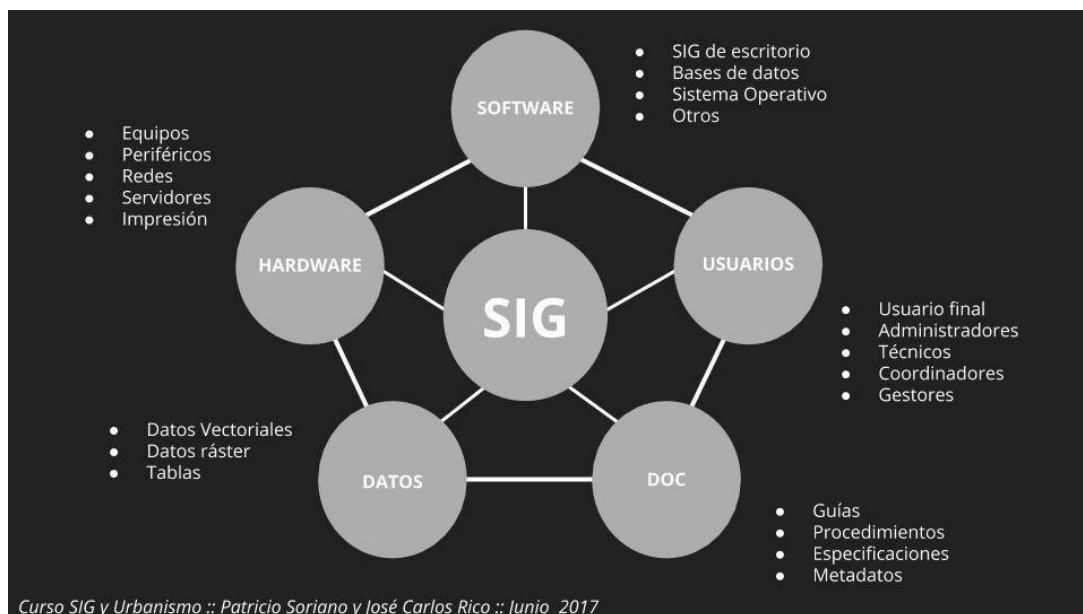 SOFTWARE
● SIG de escritorio
● Bases de datos
● Sistema Operativo
● Otros
● Equipos
● Periféricos
● Redes
● Servidores
● Impresión
HARDWARE
SIG
USUARIOS
● Usuario final
● Administradores
● Técnicos
● Coordinadores
● Gestores
● Datos Vectoriales
● Datos ráster
● Tablas
DATOS
DOC
● Guías
● Procedimientos
● Especificaciones
● Metadatos
Curso SIG y Urbanismo :: Patricio Soriano y José Carlos Rico :: Junio 2017